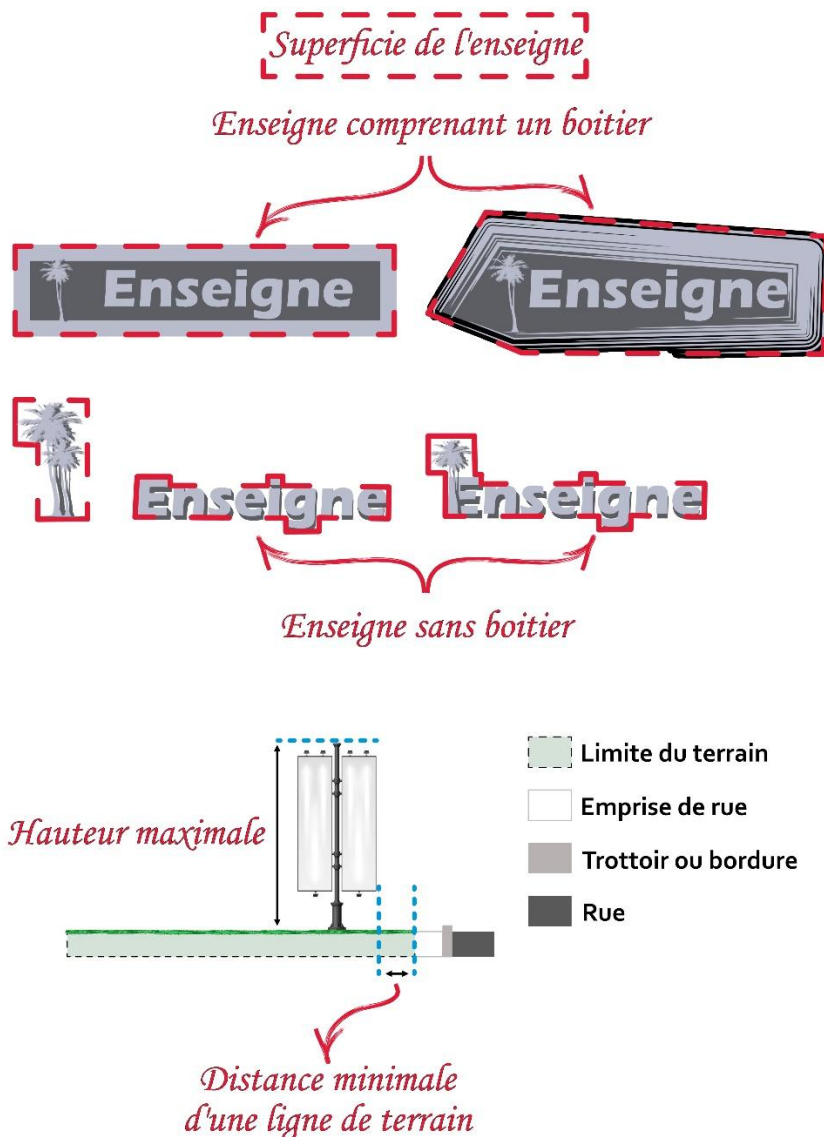 Superficie de l'enseigne
Enseigne comprenant un boitier
Enseigne
Enseigne
Enseigne
Enseigne
Enseigne sans boitier
Hauteur maximale
Limite du terrain
Emprise de rue
Trottoir ou bordure
Rue
Distance minimale
d'une ligne de terrain